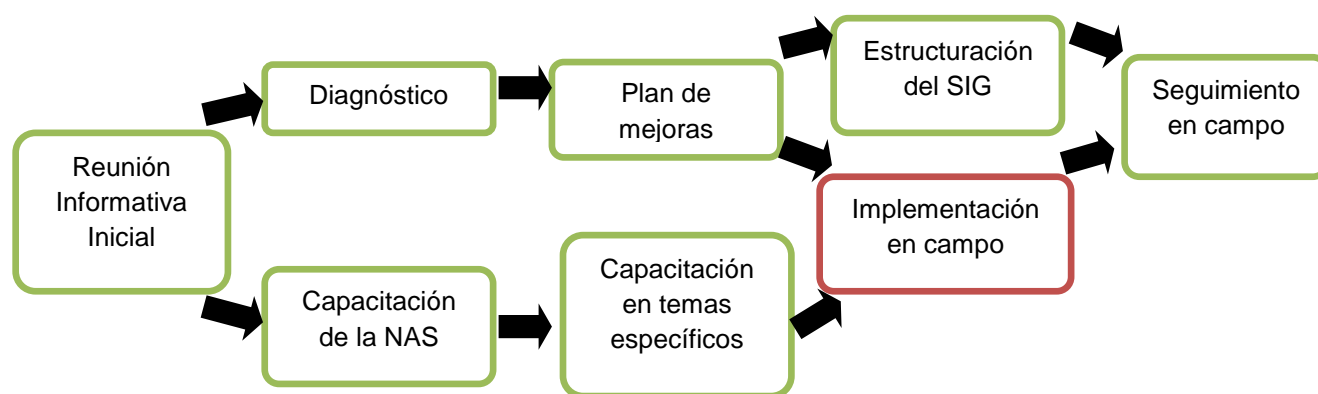 Reunión
Informativa
Inicial
Diagnóstico
Plan de
mejoras
Estructuración
del SIG
Seguimiento
en campo
Implementación
en campo
Capacitación
de la NAS
Capacitación
en temas
específicos